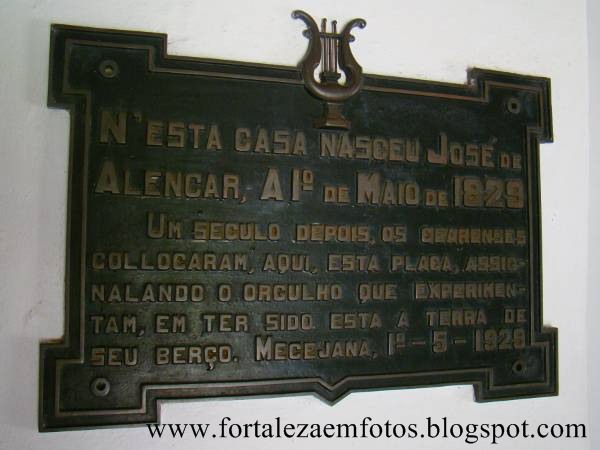 N'ESTA CASA NASCEU JOSÉ DE
ALENCAR, A 1º DE MAIO DE 1829
UM SECULO DEPOIS, OS CEARENSES
COLLOCARAM, AQUI, ESTA PLACA, ASSIG-
NALANDO O ORGULHO QUE EXPERIMEN-
TAM, EM TER SIDO ESTA A TERRA DE
SEU BERÇO. MECEJANA, 1º - 5 - 1929
www.fortalezaemfotos.blogspot.com